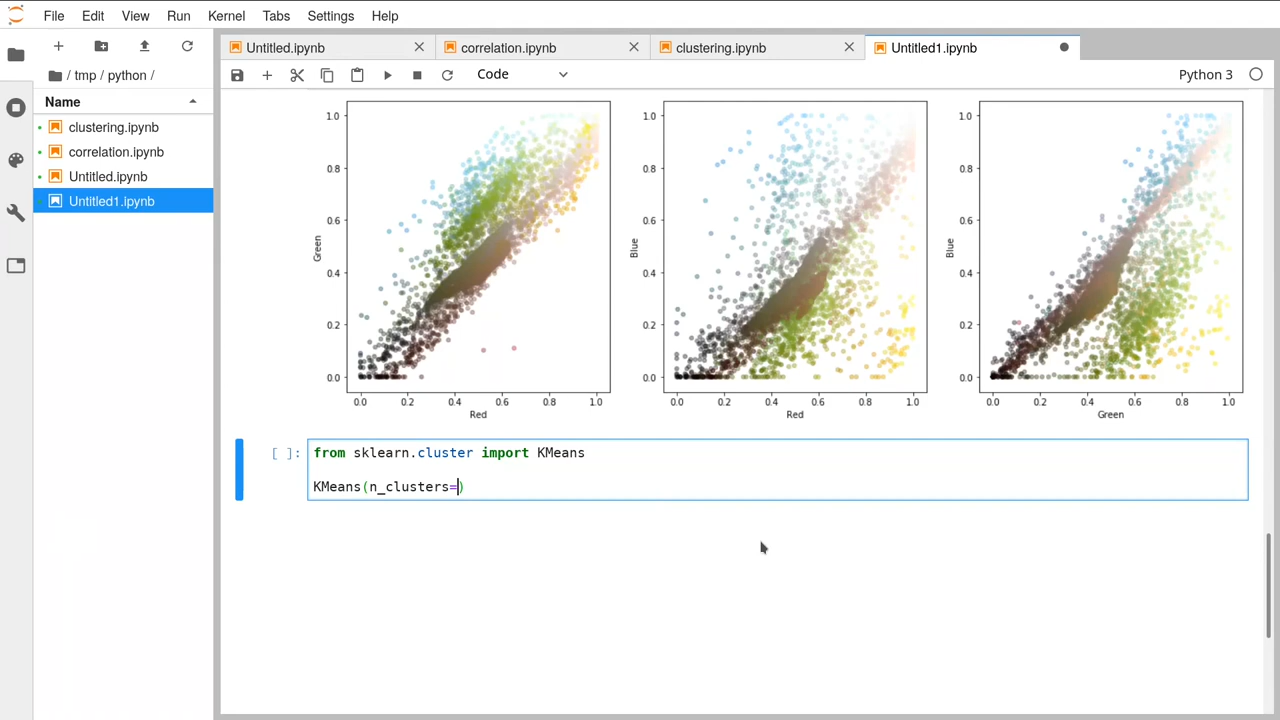 File Edit View Run Kernel Tabs Settings Help
Untitled.ipynb correlation.ipynb clustering.ipynb Untitled1.ipynb
/ tmp / python /
Code
Python 3
Name
clustering.ipynb
correlation.ipynb
Untitled.ipynb
Untitled1.ipynb
1.0 1.0 1.0
0.8 0.8 0.8
0.6 0.6 0.6
Green Blue Blue
0.4 0.4 0.4
0.2 0.2 0.2
0.0 0.0 0.0
0.0 0.2 0.4 0.6 0.8 1.0 0.0 0.2 0.4 0.6 0.8 1.0 0.0 0.2 0.4 0.6 0.8 1.0
Red Red Green
[ ]: from sklearn.cluster import KMeans
KMeans(n_clusters=)